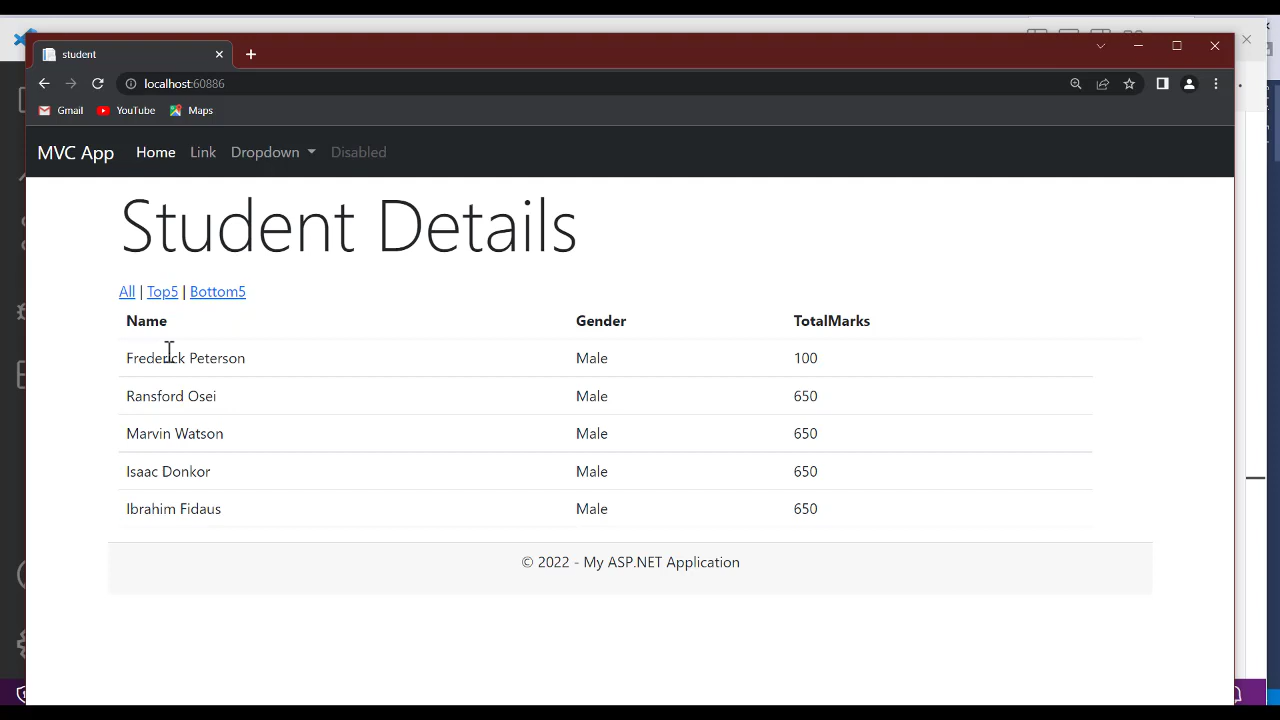 student
localhost:60886
Gmail YouTube Maps
MVC App Home Link Dropdown Disabled
Student Details
All | Top5 | Bottom5
Name Gender TotalMarks
Frederick Peterson Male 100
Ransford Osei Male 650
Marvin Watson Male 650
Isaac Donkor Male 650
Ibrahim Fidaus Male 650
© 2022 - My ASP.NET Application